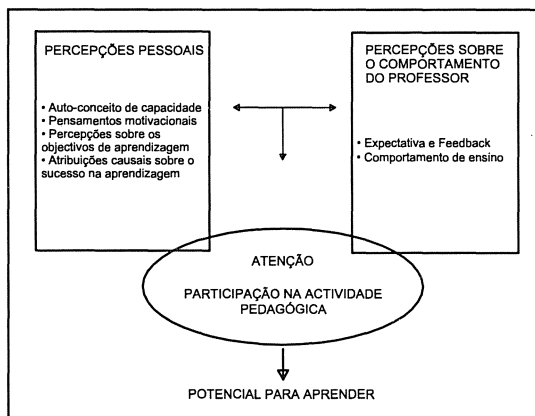 PERCEPÇÕES PESSOAIS
• Auto-conceito de capacidade
• Pensamentos motivacionais
• Percepções sobre os
objectivos de aprendizagem
• Atribuições causais sobre o
sucesso na aprendizagem
PERCEPÇÕES SOBRE
O COMPORTAMENTO
DO PROFESSOR
• Expectativa e Feedback
• Comportamento de ensino
ATENÇÃO
PARTICIPAÇÃO NA ACTIVIDADE
PEDAGÓGICA
POTENCIAL PARA APRENDER